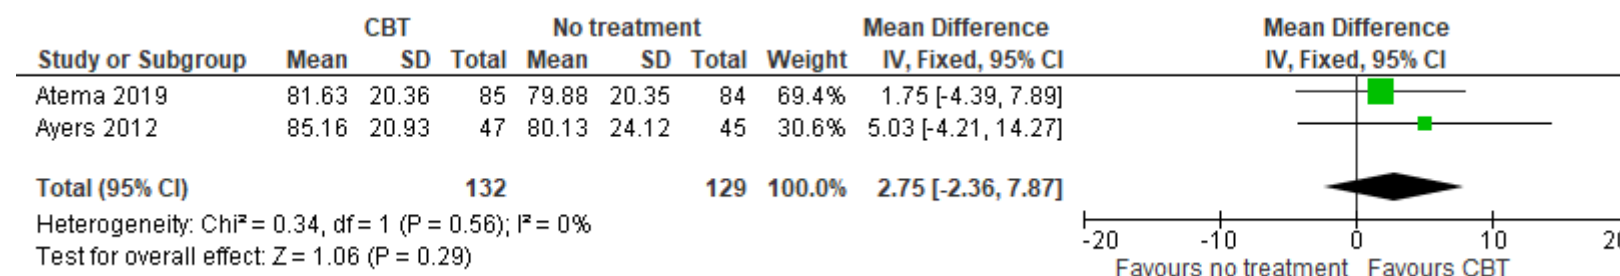 CBT No treatment Mean Difference Mean Difference
Study or Subgroup Mean SD Total Mean SD Total Weight IV, Fixed, 95% CI IV, Fixed, 95% CI
Atema 2019 81.63 20.36 85 79.88 20.35 84 69.4% 1.75 [-4.39, 7.89]
Ayers 2012 85.16 20.93 47 80.13 24.12 45 30.6% 5.03 [-4.21, 14.27]
Total (95% CI) 132 129 100.0% 2.75 [-2.36, 7.87]
Heterogeneity: Chi² = 0.34, df = 1 (P = 0.56); I² = 0%
Test for overall effect: Z = 1.06 (P = 0.29)
-20 -10 0 10
Favours no treatment Favours CBT